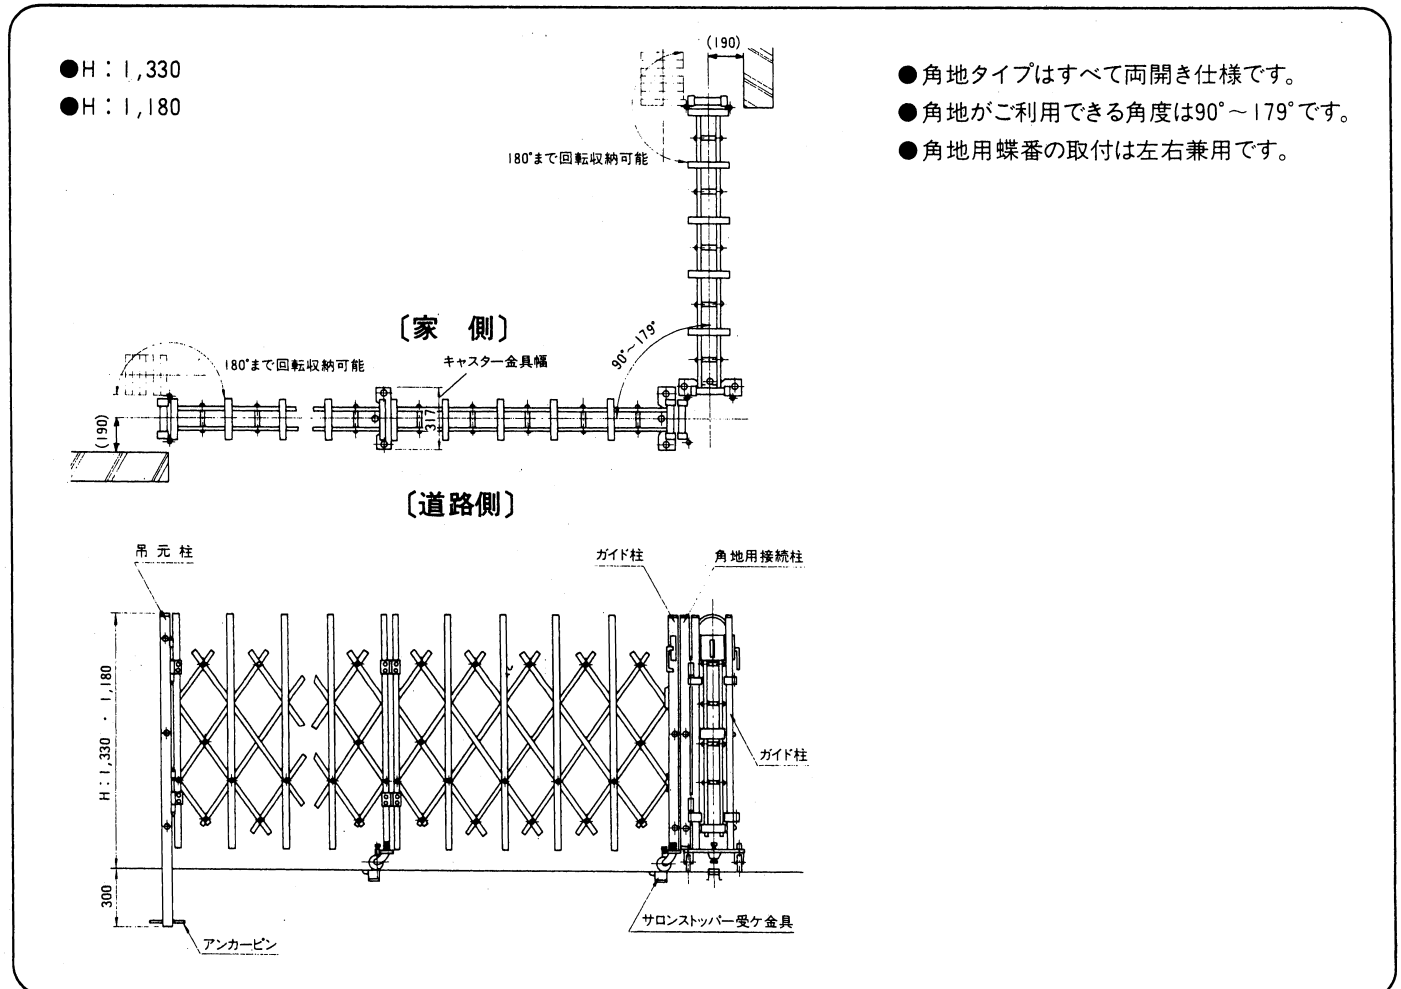 ●H：1,330
●H：1,180
●角地タイプはすべて両開き仕様です。
●角地がご利用できる角度は90°～179°です。
●角地用蝶番の取付は左右兼用です。
(190)
180°まで回転収納可能
〔家 側〕
90°～179°
180°まで回転収納可能
キャスター金具幅
317
(190)
〔道路側〕
吊元柱
ガイド柱
角地用接続柱
H：1,330・1,180
ガイド柱
300
サロンストッパー受ケ金具
アンカーピン